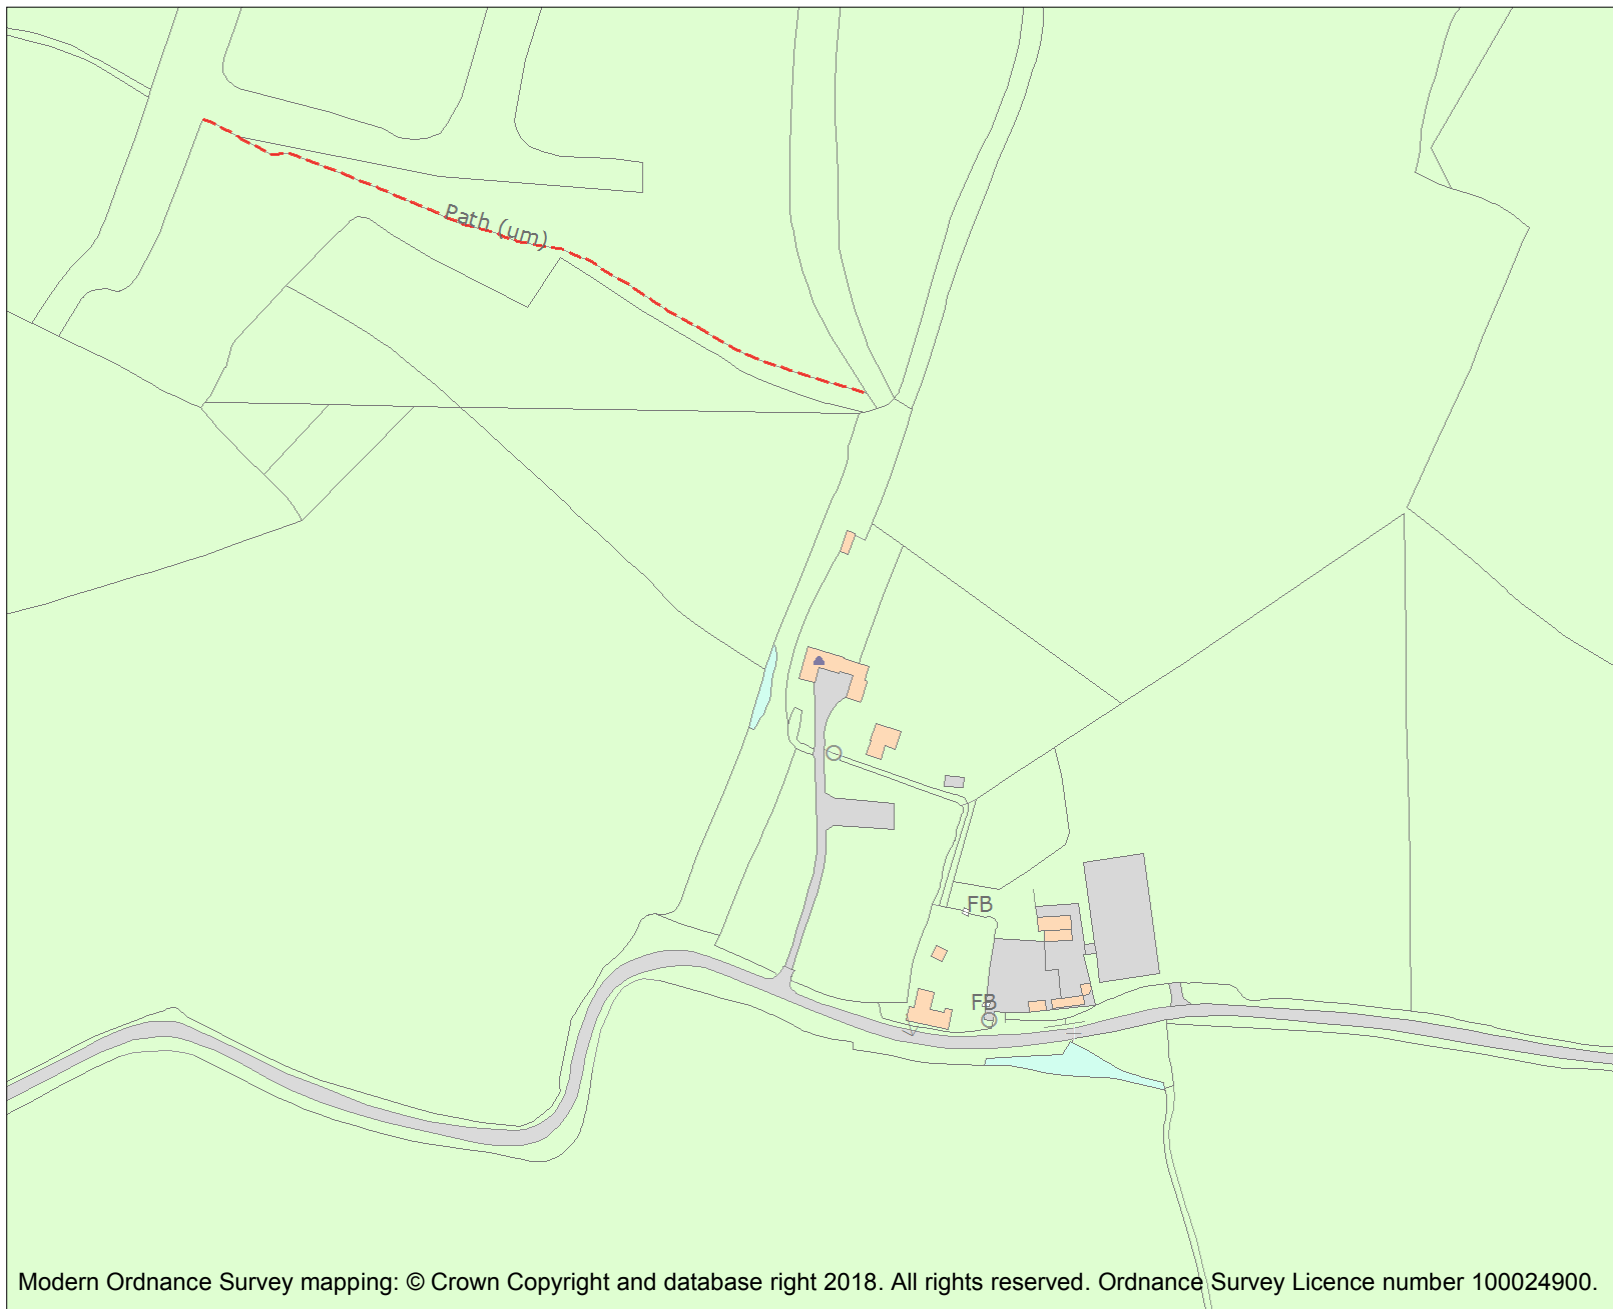 Path (um)
FB
FB
Modern Ordnance Survey mapping: © Crown Copyright and database right 2018. All rights reserved. Ordnance Survey Licence number 100024900.